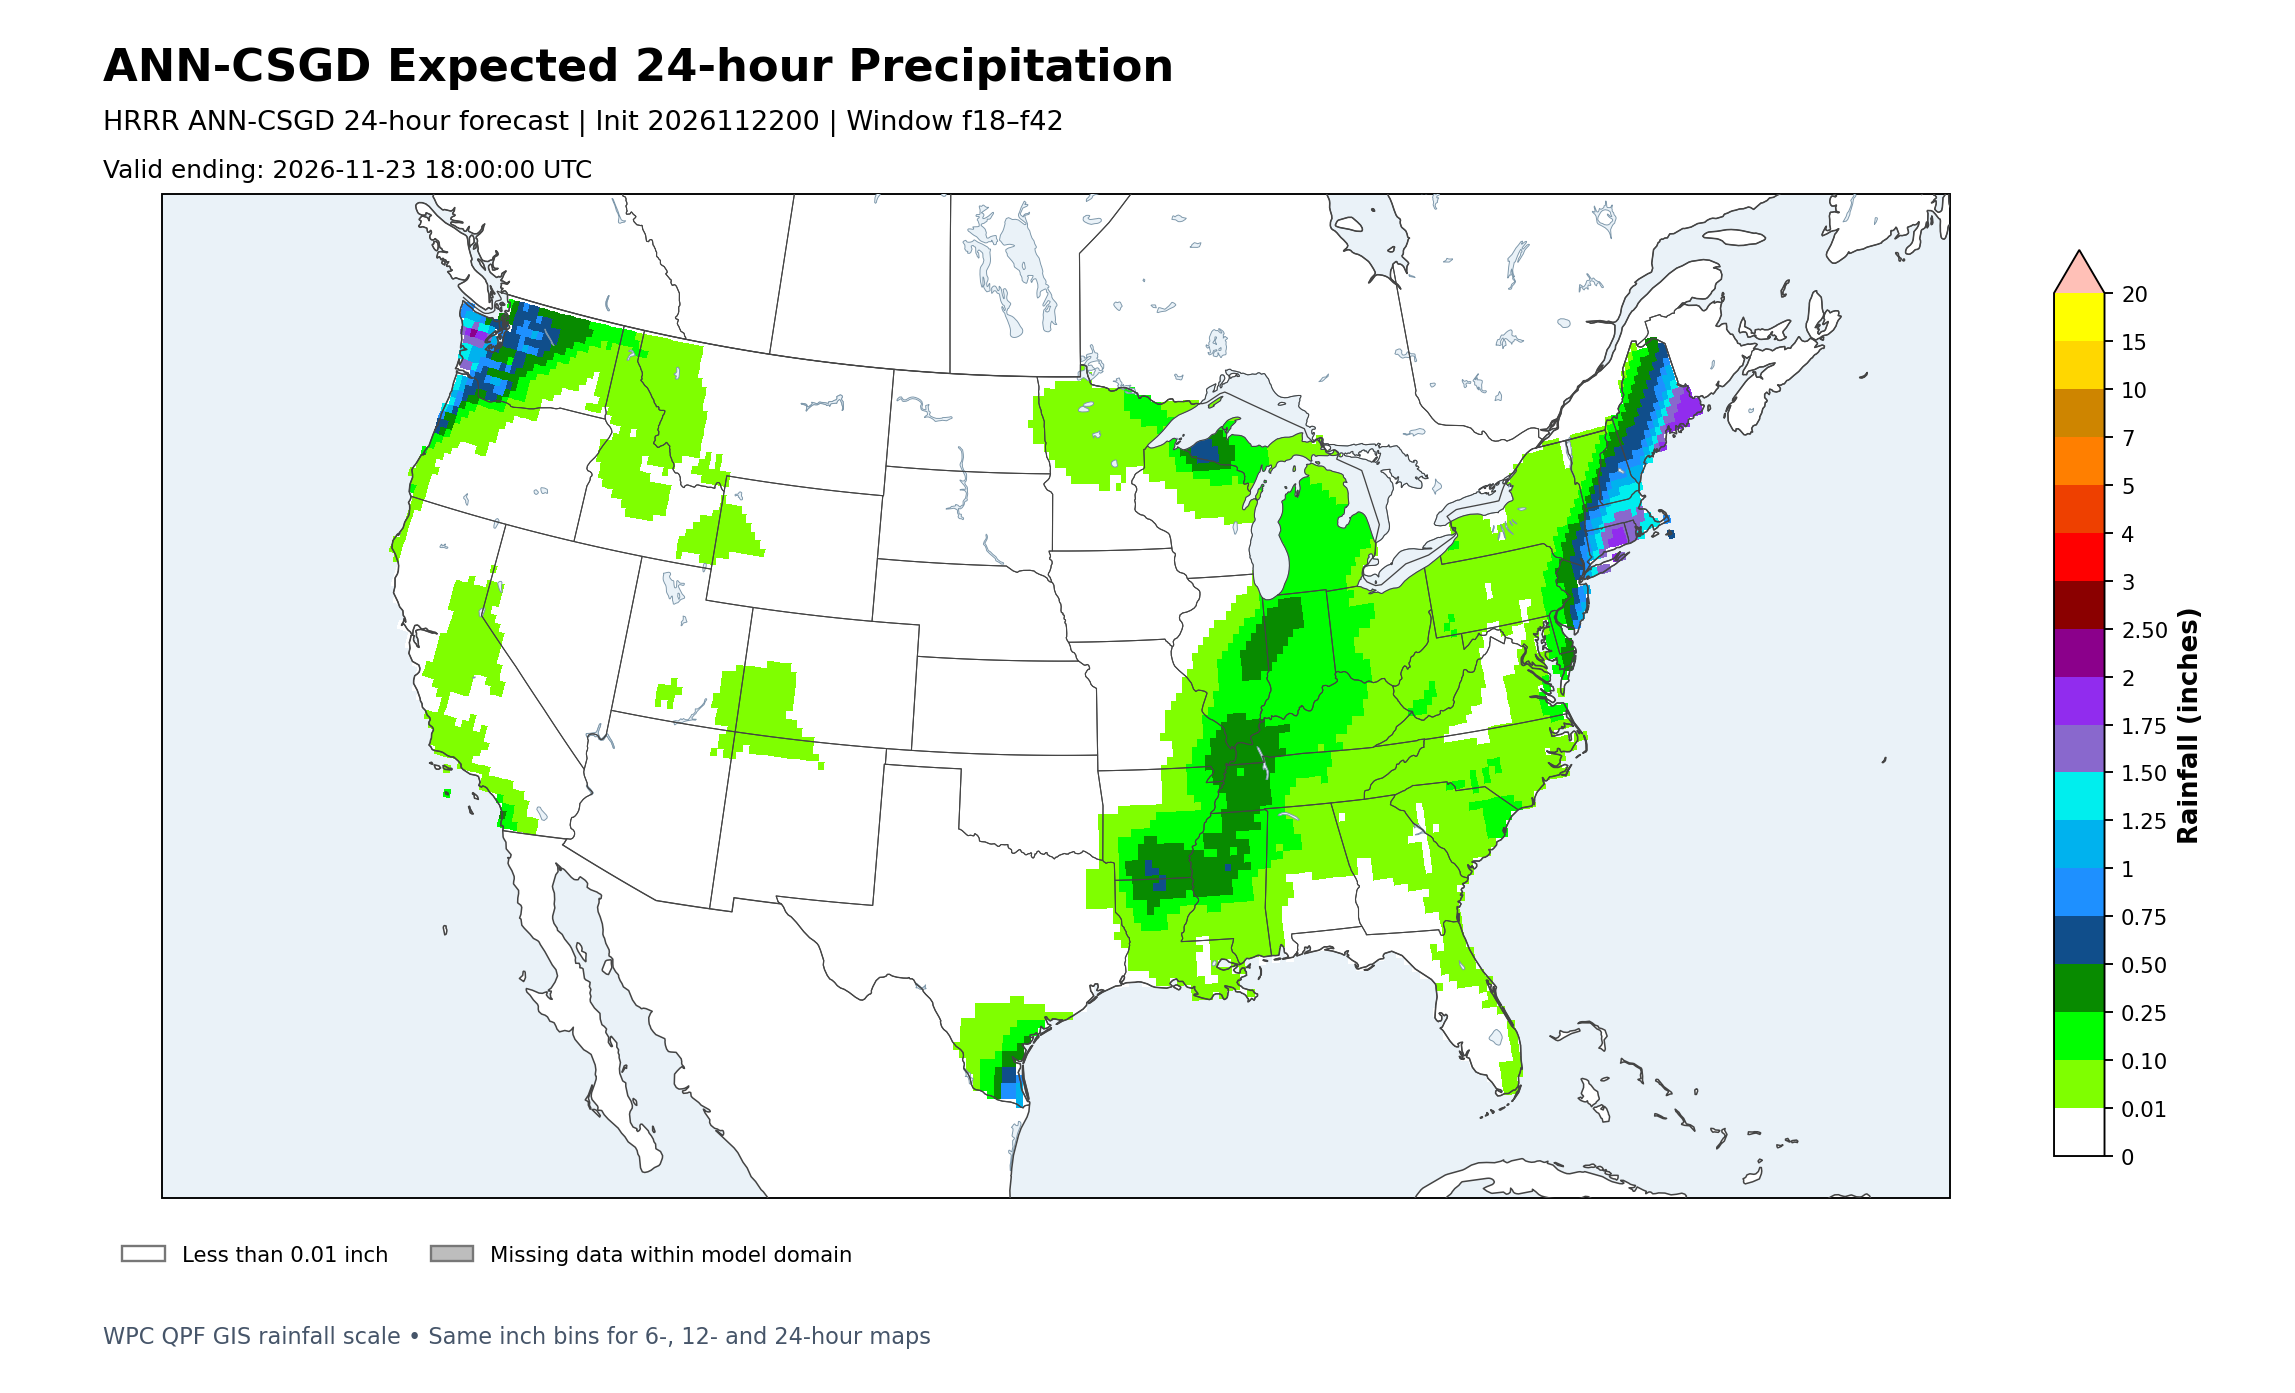 ANN-CSGD Expected 24-hour Precipitation
HRRR ANN-CSGD 24-hour forecast | Init 2026112200 | Window f18–f42
Valid ending: 2026-11-23 18:00:00 UTC
20
15
10
7
5
4
3
2.50
2
1.75
1.50
1.25
1
0.75
0.50
0.25
0.10
0.01
0
Rainfall (inches)
Less than 0.01 inch
Missing data within model domain
WPC QPF GIS rainfall scale • Same inch bins for 6-, 12- and 24-hour maps